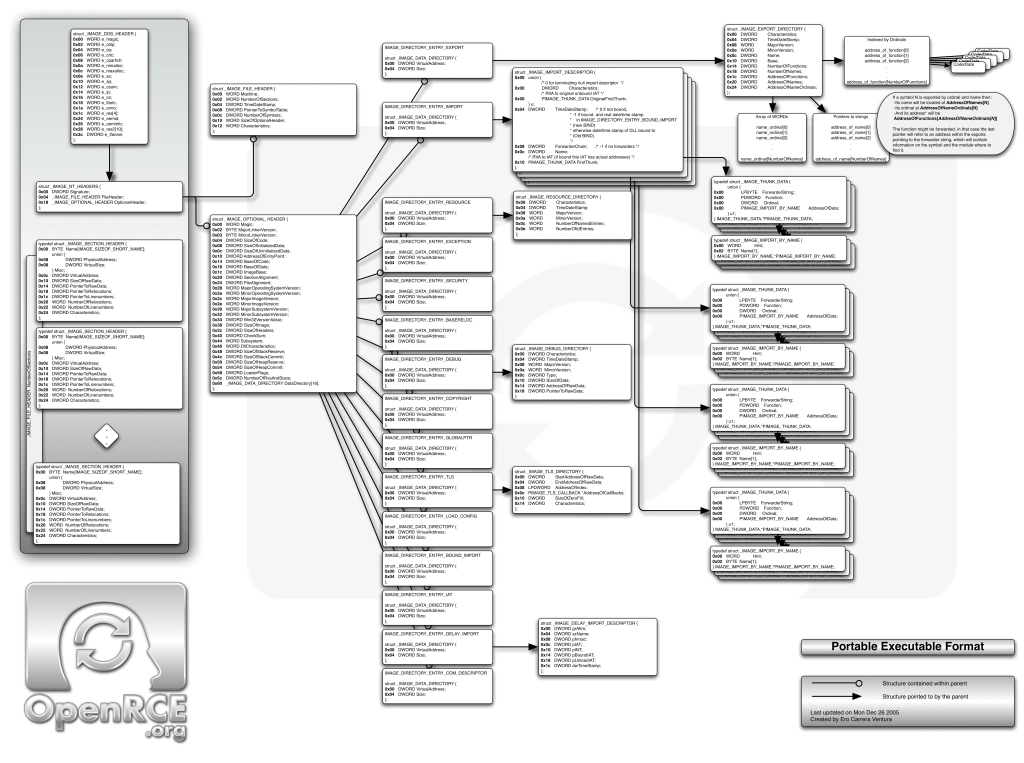 struct _IMAGE_DOS_HEADER {
0x00 WORD e_magic;
0x02 WORD e_cblp;
0x04 WORD e_cp;
0x06 WORD e_crlc;
0x08 WORD e_cparhdr;
0x0a WORD e_minalloc;
0x0c WORD e_maxalloc;
0x0e WORD e_ss;
0x10 WORD e_sp;
0x12 WORD e_csum;
0x14 WORD e_ip;
0x16 WORD e_cs;
0x18 WORD e_lfarlc;
0x1a WORD e_ovno;
0x1c WORD e_res[4];
0x24 WORD e_oemid;
0x26 WORD e_oeminfo;
0x28 WORD e_res2[10];
0x3c DWORD e_lfanew;
struct _IMAGE_NT_HEADERS {
0x00 DWORD Signature;
0x04 _IMAGE_FILE_HEADER FileHeader;
0x18 _IMAGE_OPTIONAL_HEADER OptionalHeader;
typedef struct _IMAGE_SECTION_HEADER {
0x00 BYTE Name[IMAGE_SIZEOF_SHORT_NAME];
union {
0x08 DWORD PhysicalAddress;
0x08 DWORD VirtualSize;
} Misc;
0x0c DWORD VirtualAddress;
0x10 DWORD SizeOfRawData;
0x14 DWORD PointerToRawData;
0x18 DWORD PointerToRelocations;
0x1c DWORD PointerToLinenumbers;
0x20 WORD NumberOfRelocations;
0x22 WORD NumberOfLinenumbers;
0x24 DWORD Characteristics;
typedef struct _IMAGE_SECTION_HEADER {
0x00 BYTE Name[IMAGE_SIZEOF_SHORT_NAME];
union {
0x08 DWORD PhysicalAddress;
0x08 DWORD VirtualSize;
} Misc;
0x0c DWORD VirtualAddress;
0x10 DWORD SizeOfRawData;
0x14 DWORD PointerToRawData;
0x18 DWORD PointerToRelocations;
0x1c DWORD PointerToLinenumbers;
0x20 WORD NumberOfRelocations;
0x22 WORD NumberOfLinenumbers;
0x24 DWORD Characteristics;
typedef struct _IMAGE_SECTION_HEADER {
0x00 BYTE Name[IMAGE_SIZEOF_SHORT_NAME];
union {
0x08 DWORD PhysicalAddress;
0x08 DWORD VirtualSize;
} Misc;
0x0c DWORD VirtualAddress;
0x10 DWORD SizeOfRawData;
0x14 DWORD PointerToRawData;
0x18 DWORD PointerToRelocations;
0x1c DWORD PointerToLinenumbers;
0x20 WORD NumberOfRelocations;
0x22 WORD NumberOfLinenumbers;
0x24 DWORD Characteristics;
OpenRCE
.org
struct _IMAGE_FILE_HEADER {
0x00 WORD Machine;
0x02 WORD NumberOfSections;
0x04 DWORD TimeDateStamp;
0x08 DWORD PointerToSymbolTable;
0x0c DWORD NumberOfSymbols;
0x10 WORD SizeOfOptionalHeader;
0x12 WORD Characteristics;
struct _IMAGE_OPTIONAL_HEADER {
0x00 WORD Magic;
0x02 BYTE MajorLinkerVersion;
0x03 BYTE MinorLinkerVersion;
0x04 DWORD SizeOfCode;
0x08 DWORD SizeOfInitializedData;
0x0c DWORD SizeOfUninitializedData;
0x10 DWORD AddressOfEntryPoint;
0x14 DWORD BaseOfCode;
0x18 DWORD BaseOfData;
0x1c DWORD ImageBase;
0x20 DWORD SectionAlignment;
0x24 DWORD FileAlignment;
0x28 WORD MajorOperatingSystemVersion;
0x2a WORD MinorOperatingSystemVersion;
0x2c WORD MajorImageVersion;
0x2e WORD MinorImageVersion;
0x30 WORD MajorSubsystemVersion;
0x32 WORD MinorSubsystemVersion;
0x34 DWORD Win32VersionValue;
0x38 DWORD SizeOfImage;
0x3c DWORD SizeOfHeaders;
0x40 DWORD CheckSum;
0x44 WORD Subsystem;
0x46 WORD DllCharacteristics;
0x48 DWORD SizeOfStackReserve;
0x4c DWORD SizeOfStackCommit;
0x50 DWORD SizeOfHeapReserve;
0x54 DWORD SizeOfHeapCommit;
0x58 DWORD LoaderFlags;
0x5c DWORD NumberOfRvaAndSizes;
0x60 _IMAGE_DATA_DIRECTORY DataDirectory[16];
IMAGE_DIRECTORY_ENTRY_EXPORT
struct _IMAGE_DATA_DIRECTORY {
0x00 DWORD VirtualAddress;
0x04 DWORD Size;
IMAGE_DIRECTORY_ENTRY_IMPORT
struct _IMAGE_DATA_DIRECTORY {
0x00 DWORD VirtualAddress;
0x04 DWORD Size;
IMAGE_DIRECTORY_ENTRY_RESOURCE
struct _IMAGE_DATA_DIRECTORY {
0x00 DWORD VirtualAddress;
0x04 DWORD Size;
IMAGE_DIRECTORY_ENTRY_EXCEPTION
struct _IMAGE_DATA_DIRECTORY {
0x00 DWORD VirtualAddress;
0x04 DWORD Size;
IMAGE_DIRECTORY_ENTRY_SECURITY
struct _IMAGE_DATA_DIRECTORY {
0x00 DWORD VirtualAddress;
0x04 DWORD Size;
IMAGE_DIRECTORY_ENTRY_BASERELOC
struct _IMAGE_DATA_DIRECTORY {
0x00 DWORD VirtualAddress;
0x04 DWORD Size;
IMAGE_DIRECTORY_ENTRY_DEBUG
struct _IMAGE_DATA_DIRECTORY {
0x00 DWORD VirtualAddress;
0x04 DWORD Size;
IMAGE_DIRECTORY_ENTRY_COPYRIGHT
struct _IMAGE_DATA_DIRECTORY {
0x00 DWORD VirtualAddress;
0x04 DWORD Size;
IMAGE_DIRECTORY_ENTRY_GLOBALPTR
struct _IMAGE_DATA_DIRECTORY {
0x00 DWORD VirtualAddress;
0x04 DWORD Size;
IMAGE_DIRECTORY_ENTRY_TLS
struct _IMAGE_DATA_DIRECTORY {
0x00 DWORD VirtualAddress;
0x04 DWORD Size;
IMAGE_DIRECTORY_ENTRY_LOAD_CONFIG
struct _IMAGE_DATA_DIRECTORY {
0x00 DWORD VirtualAddress;
0x04 DWORD Size;
IMAGE_DIRECTORY_ENTRY_BOUND_IMPORT
struct _IMAGE_DATA_DIRECTORY {
0x00 DWORD VirtualAddress;
0x04 DWORD Size;
IMAGE_DIRECTORY_ENTRY_IAT
struct _IMAGE_DATA_DIRECTORY {
0x00 DWORD VirtualAddress;
0x04 DWORD Size;
IMAGE_DIRECTORY_ENTRY_DELAY_IMPORT
struct _IMAGE_DATA_DIRECTORY {
0x00 DWORD VirtualAddress;
0x04 DWORD Size;
IMAGE_DIRECTORY_ENTRY_COM_DESCRIPTOR
struct _IMAGE_DATA_DIRECTORY {
0x00 DWORD VirtualAddress;
0x04 DWORD Size;
struct _IMAGE_IMPORT_DESCRIPTOR {
0x00 union {
/* 0 for terminating null import descriptor */
0x00 DWORD Characteristics;
/* RVA to original unbound IAT */
0x00 PIMAGE_THUNK_DATA OriginalFirstThunk;
} u;
0x04 DWORD TimeDateStamp; /* 0 if not bound,
* -1 if bound, and real date\time stamp
* in IMAGE_DIRECTORY_ENTRY_BOUND_IMPORT
* (new BIND)
* otherwise date/time stamp of DLL bound to
* (Old BIND)
*/
0x08 DWORD ForwarderChain; /* -1 if no forwarders */
0x0c DWORD Name;
/* RVA to IAT (if bound this IAT has actual addresses) */
0x10 PIMAGE_THUNK_DATA FirstThunk;
struct _IMAGE_RESOURCE_DIRECTORY {
0x00 DWORD Characteristics;
0x04 DWORD TimeDateStamp;
0x08 WORD MajorVersion;
0x0a WORD MinorVersion;
0x0c WORD NumberOfNamedEntries;
0x0e WORD NumberOfIdEntries;
struct _IMAGE_DEBUG_DIRECTORY {
0x00 DWORD Characteristics;
0x04 DWORD TimeDateStamp;
0x08 WORD MajorVersion;
0x0a WORD MinorVersion;
0x0c DWORD Type;
0x10 DWORD SizeOfData;
0x14 DWORD AddressOfRawData;
0x18 DWORD PointerToRawData;
struct _IMAGE_TLS_DIRECTORY {
0x00 DWORD StartAddressOfRawData;
0x04 DWORD EndAddressOfRawData;
0x08 LPDWORD AddressOfIndex;
0x0c PIMAGE_TLS_CALLBACK *AddressOfCallBacks;
0x10 DWORD SizeOfZeroFill;
0x14 DWORD Characteristics;
struct _IMAGE_DELAY_IMPORT_DESCRIPTOR {
0x00 DWORD grAttrs;
0x04 DWORD szName;
0x08 DWORD phmod;
0x0c DWORD pIAT;
0x10 DWORD pINT;
0x14 DWORD pBoundIAT;
0x18 DWORD pUnloadIAT;
0x1c DWORD dwTimeStamp;
struct _IMAGE_EXPORT_DIRECTORY {
0x00 DWORD Characteristics;
0x04 DWORD TimeDateStamp;
0x08 WORD MajorVersion;
0x0a WORD MinorVersion;
0x0c DWORD Name;
0x10 DWORD Base;
0x14 DWORD NumberOfFunctions;
0x18 DWORD NumberOfNames;
0x1c DWORD AddressOfFunctions;
0x20 DWORD AddressOfNames;
0x24 DWORD AddressOfNameOrdinals;
Indexed by Ordinals
address_of_function[0]
address_of_function[1]
address_of_function[2]
address_of_function[NumberOfFunctions]
Code/Data
Code/Data
Array of WORDs
name_ordinal[0]
name_ordinal[1]
name_ordinal[2]
name_ordinal[NumberOfNames]
Pointers to strings
address_of_name[0]
address_of_name[1]
address_of_name[2]
address_of_name[NumberOfNames]
If a symbol N is exported by ordinal and name then:
-Its name will be located at AddressOfNames[N]
-its ordinal at AddressOfNameOrdinals[N]
-And its address* will be
AddressOfFunctions[AddressOfNameOrdinals[N]]
The function might be forwarded, in that case the last
pointer will refer to an address within the exports
pointing to the forwarder string, which will contain
information on the symbol and the module where to
find it.
typedef struct _IMAGE_THUNK_DATA {
union {
0x00 LPBYTE ForwarderString;
0x00 PDWORD Function;
0x00 DWORD Ordinal;
0x00 PIMAGE_IMPORT_BY_NAME AddressOfData;
} u1;
} IMAGE_THUNK_DATA,*PIMAGE_THUNK_DATA;
typedef struct _IMAGE_IMPORT_BY_NAME {
0x00 WORD Hint;
0x02 BYTE Name[1];
} IMAGE_IMPORT_BY_NAME,*PIMAGE_IMPORT_BY_NAME;
typedef struct _IMAGE_THUNK_DATA {
union {
0x00 LPBYTE ForwarderString;
0x00 PDWORD Function;
0x00 DWORD Ordinal;
0x00 PIMAGE_IMPORT_BY_NAME AddressOfData;
} u1;
} IMAGE_THUNK_DATA,*PIMAGE_THUNK_DATA;
typedef struct _IMAGE_IMPORT_BY_NAME {
0x00 WORD Hint;
0x02 BYTE Name[1];
} IMAGE_IMPORT_BY_NAME,*PIMAGE_IMPORT_BY_NAME;
typedef struct _IMAGE_THUNK_DATA {
union {
0x00 LPBYTE ForwarderString;
0x00 PDWORD Function;
0x00 DWORD Ordinal;
0x00 PIMAGE_IMPORT_BY_NAME AddressOfData;
} u1;
} IMAGE_THUNK_DATA,*PIMAGE_THUNK_DATA;
typedef struct _IMAGE_IMPORT_BY_NAME {
0x00 WORD Hint;
0x02 BYTE Name[1];
} IMAGE_IMPORT_BY_NAME,*PIMAGE_IMPORT_BY_NAME;
typedef struct _IMAGE_THUNK_DATA {
union {
0x00 LPBYTE ForwarderString;
0x00 PDWORD Function;
0x00 DWORD Ordinal;
0x00 PIMAGE_IMPORT_BY_NAME AddressOfData;
} u1;
} IMAGE_THUNK_DATA,*PIMAGE_THUNK_DATA;
typedef struct _IMAGE_IMPORT_BY_NAME {
0x00 WORD Hint;
0x02 BYTE Name[1];
} IMAGE_IMPORT_BY_NAME,*PIMAGE_IMPORT_BY_NAME;
Portable Executable Format
Structure contained within parent
Structure pointed to by the parent
Last updated on Mon Dec 26 2005
Created by Ero Carrera Ventura